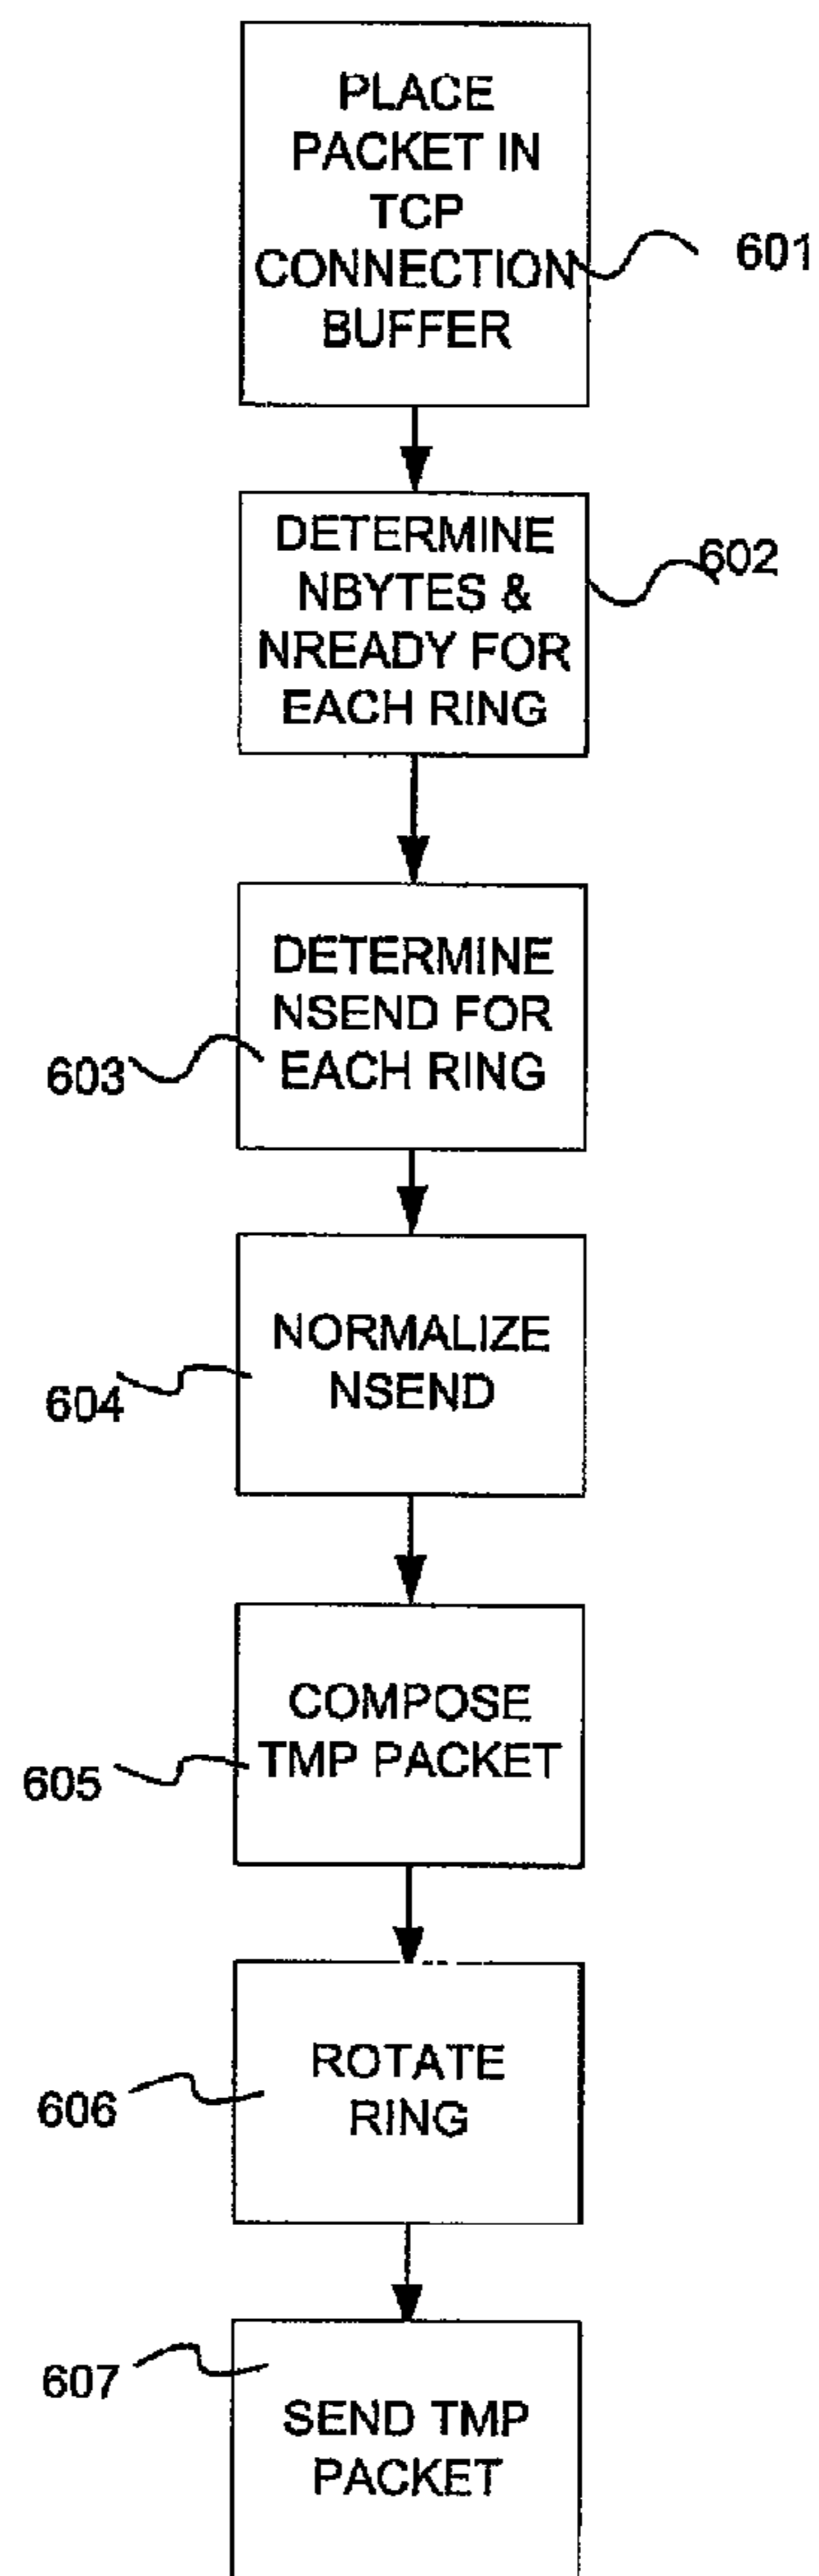 PLACE
PACKET IN
TCP
CONNECTION
BUFFER
601
DETERMINE
NBYTES &
NREADY FOR
EACH RING
602
DETERMINE
NSEND FOR
EACH RING
603
NORMALIZE
NSEND
604
COMPOSE
TMP PACKET
605
ROTATE
RING
606
607
SEND TMP
PACKET